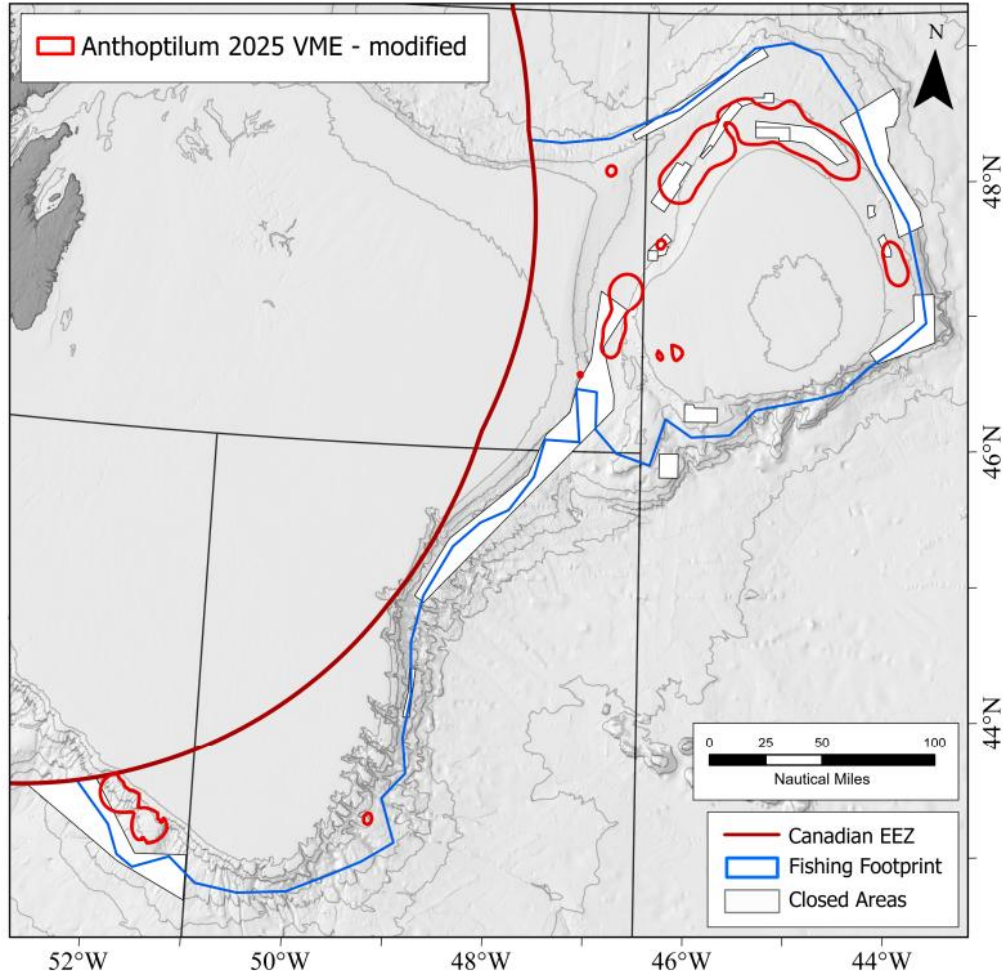 Anthoptilum 2025 VME - modified
N
48°N
46°N
44°N
0 25 50 100
Nautical Miles
Canadian EEZ
Fishing Footprint
Closed Areas
52°W 50°W 48°W 46°W 44°W